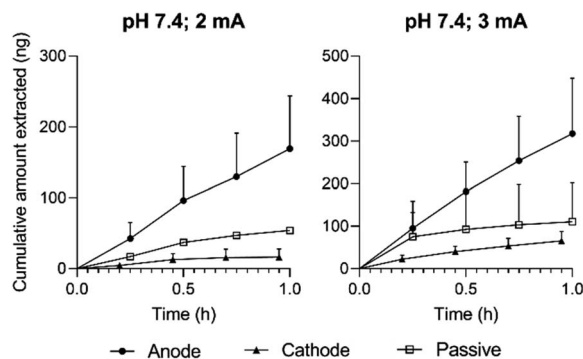 pH 7.4; 2 mA
pH 7.4; 3 mA
Cumulative amount extracted (ng)
300
200
100
0
0.0
0.5
1.0
Time (h)
500
400
300
200
100
0
0.0
0.5
1.0
Time (h)
Anode
Cathode
Passive